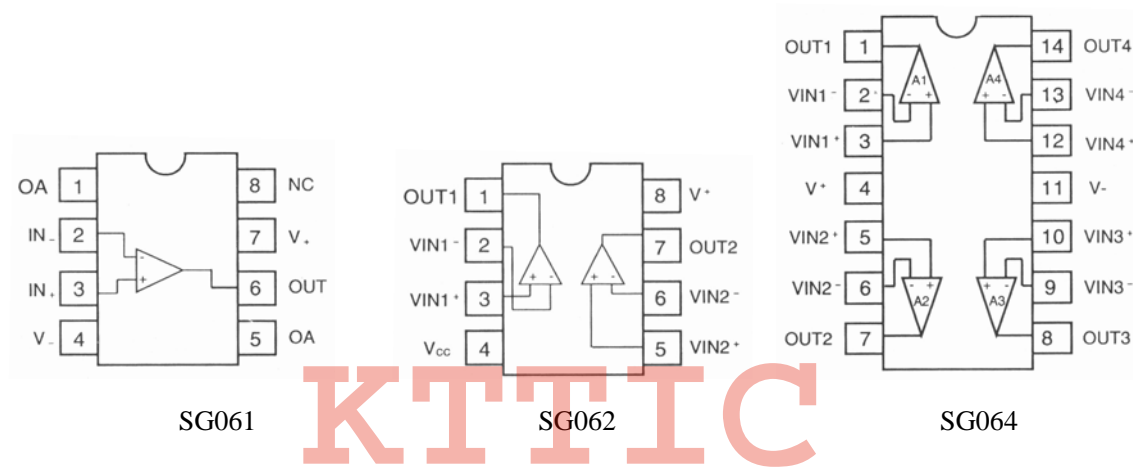 OA 1 8 NC
IN- 2 7 V+
IN+ 3 6 OUT
V- 4 5 OA
- +
SG061
OUT1 1 8 V+
VIN1- 2 7 OUT2
VIN1+ 3 6 VIN2-
VCC 4 5 VIN2+
+ - + -
SG062
OUT1 1 14 OUT4
VIN1- 2 13 VIN4-
VIN1+ 3 12 VIN4+
V+ 4 11 V-
VIN2+ 5 10 VIN3+
VIN2- 6 9 VIN3-
OUT2 7 8 OUT3
A1 A4
- + + -
- + + -
A2 A3
SG064
KTTIC